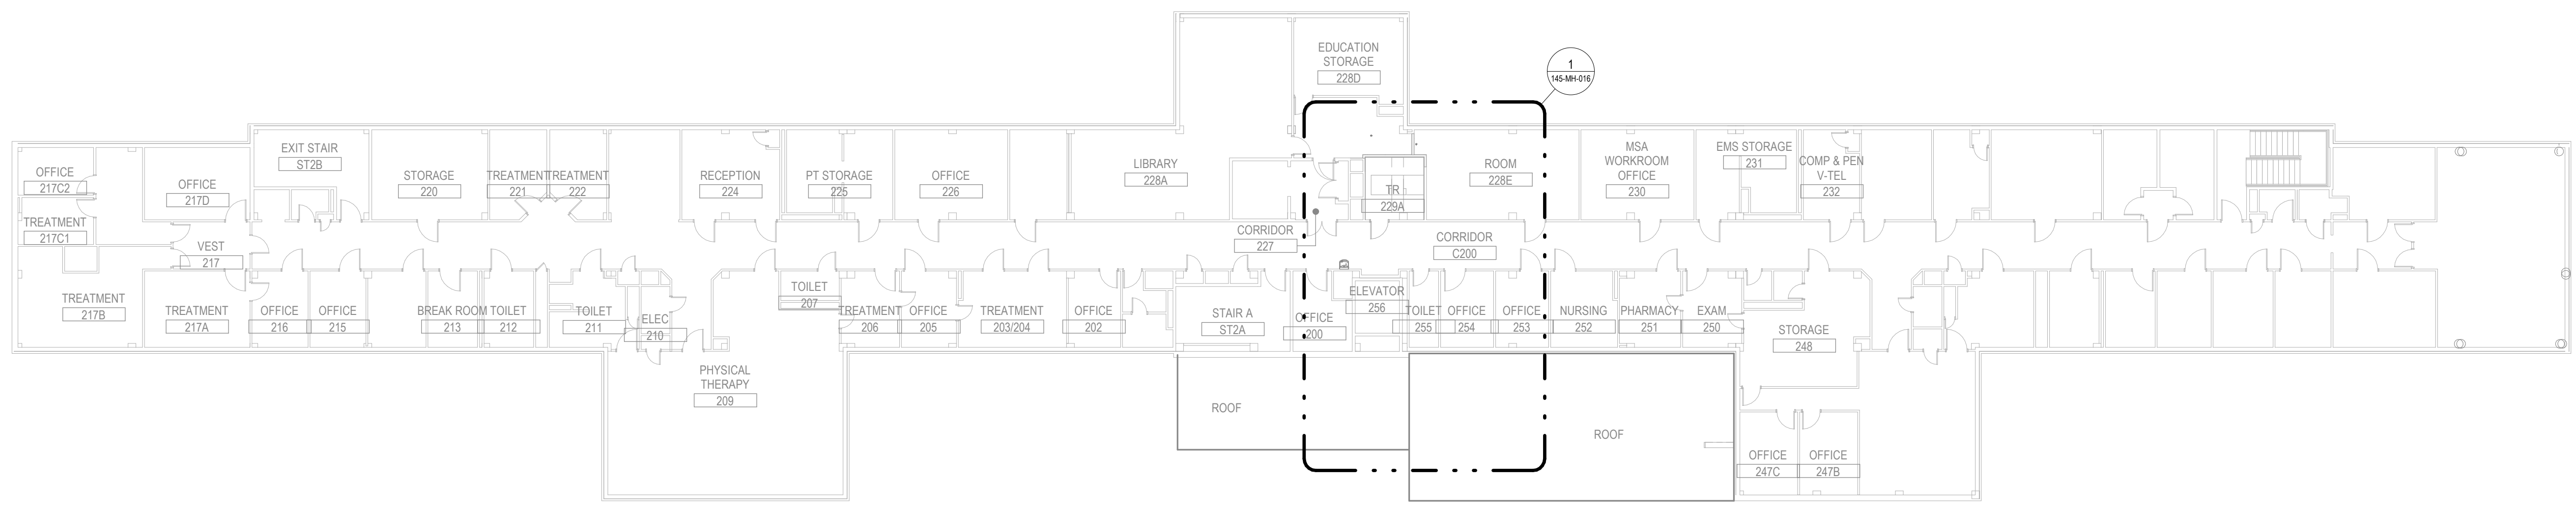 EDUCATION
STORAGE
228D
1
145-MH-016
EXIT STAIR
ST2B
OFFICE
217C2
OFFICE
217D
STORAGE
220
TREATMENT
221
TREATMENT
222
RECEPTION
224
PT STORAGE
225
OFFICE
226
LIBRARY
228A
TR
229A
ROOM
228E
MSA
WORKROOM
OFFICE
230
EMS STORAGE
231
COMP & PEN
V-TEL
232
TREATMENT
217C1
VEST
217
CORRIDOR
227
CORRIDOR
C200
TREATMENT
217B
TREATMENT
217A
OFFICE
216
OFFICE
215
BREAK ROOM
213
TOILET
212
TOILET
211
ELEC
210
TOILET
207
TREATMENT
206
OFFICE
205
TREATMENT
203/204
OFFICE
202
STAIR A
ST2A
OFFICE
200
ELEVATOR
256
TOILET
255
OFFICE
254
OFFICE
253
NURSING
252
PHARMACY
251
EXAM
250
STORAGE
248
PHYSICAL
THERAPY
209
ROOF
ROOF
OFFICE
247C
OFFICE
247B